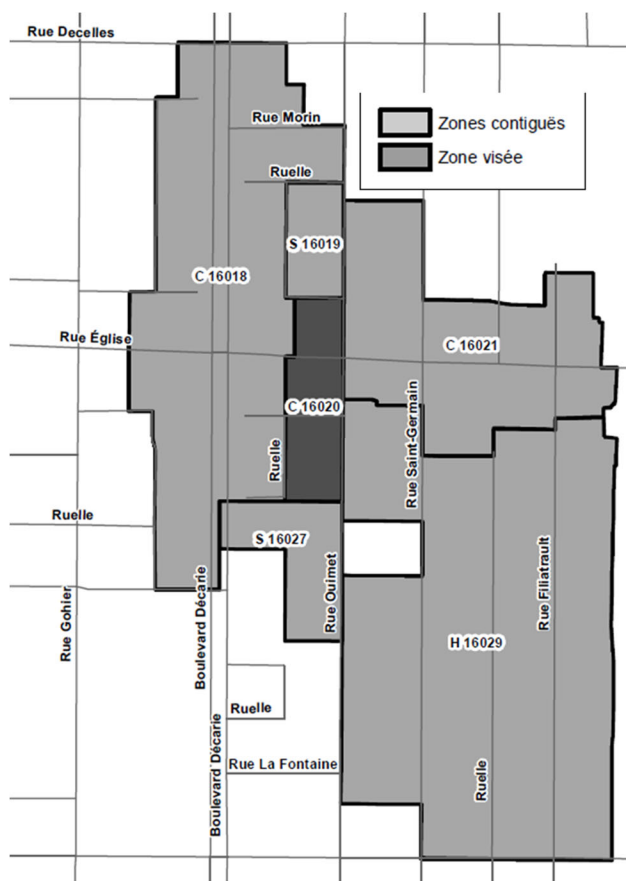 Rue Decelles
Zones contiguës
Zone visée
Rue Morin
Ruelle
S 16019
C 16018
Rue Église
C 16021
C 16020
Rue Saint-Germain
Ruelle
Ruelle
S 16027
Rue Ouimet
Rue Filiatrault
Rue Gohier
Boulevard Décarie
H 16029
Ruelle
Rue La Fontaine
Boulevard Décarie
Ruelle